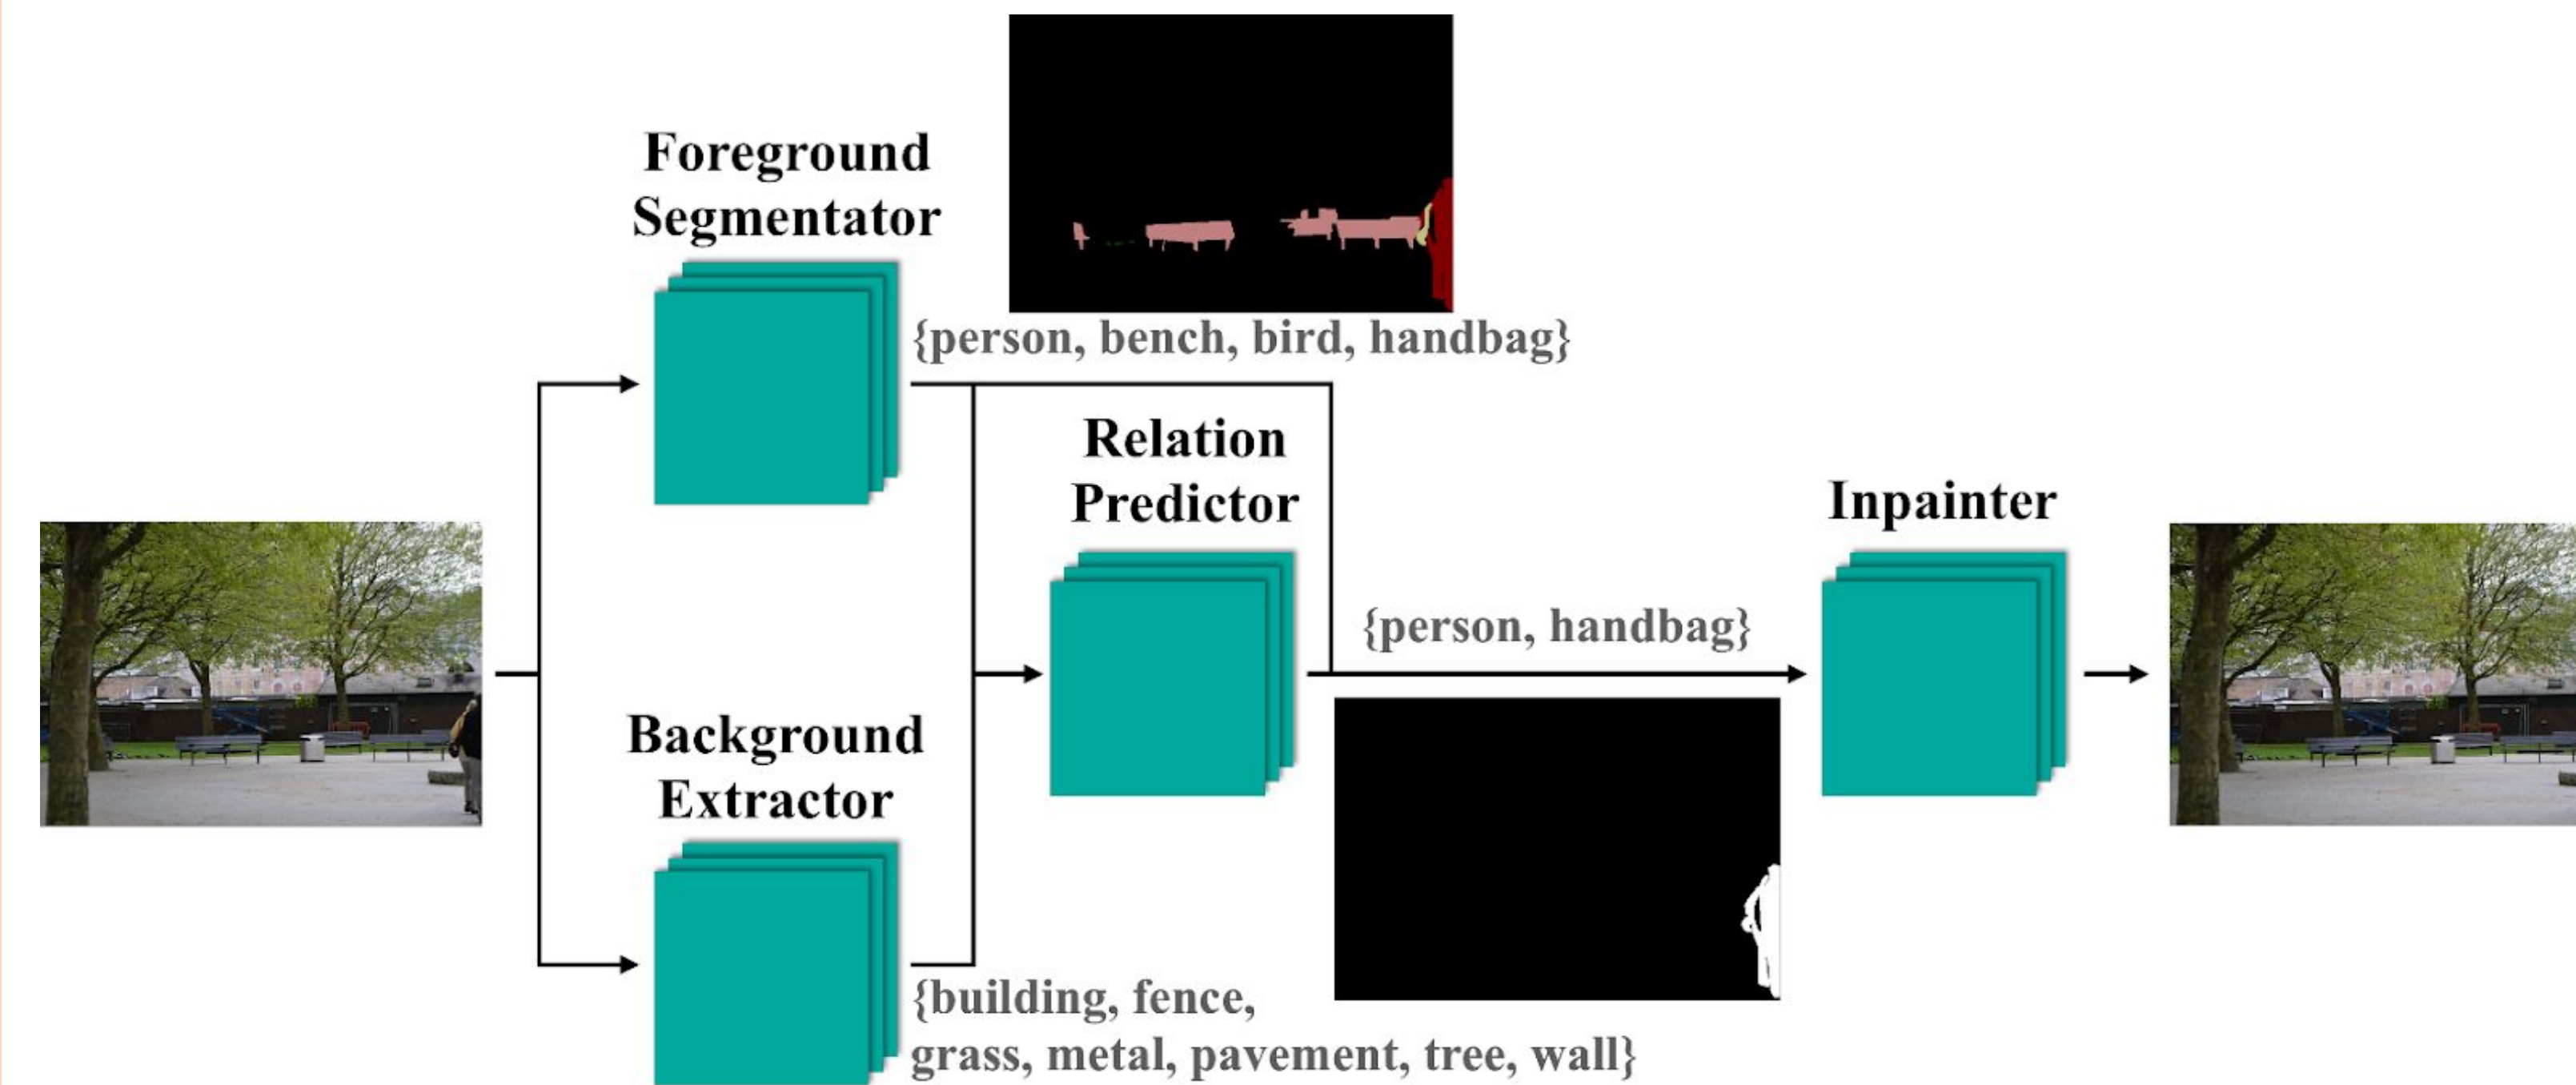 Foreground
Segmentator
{person, bench, bird, handbag}
Relation
Predictor
{person, handbag}
Inpainter
Background
Extractor
{building, fence,
grass, metal, pavement, tree, wall}